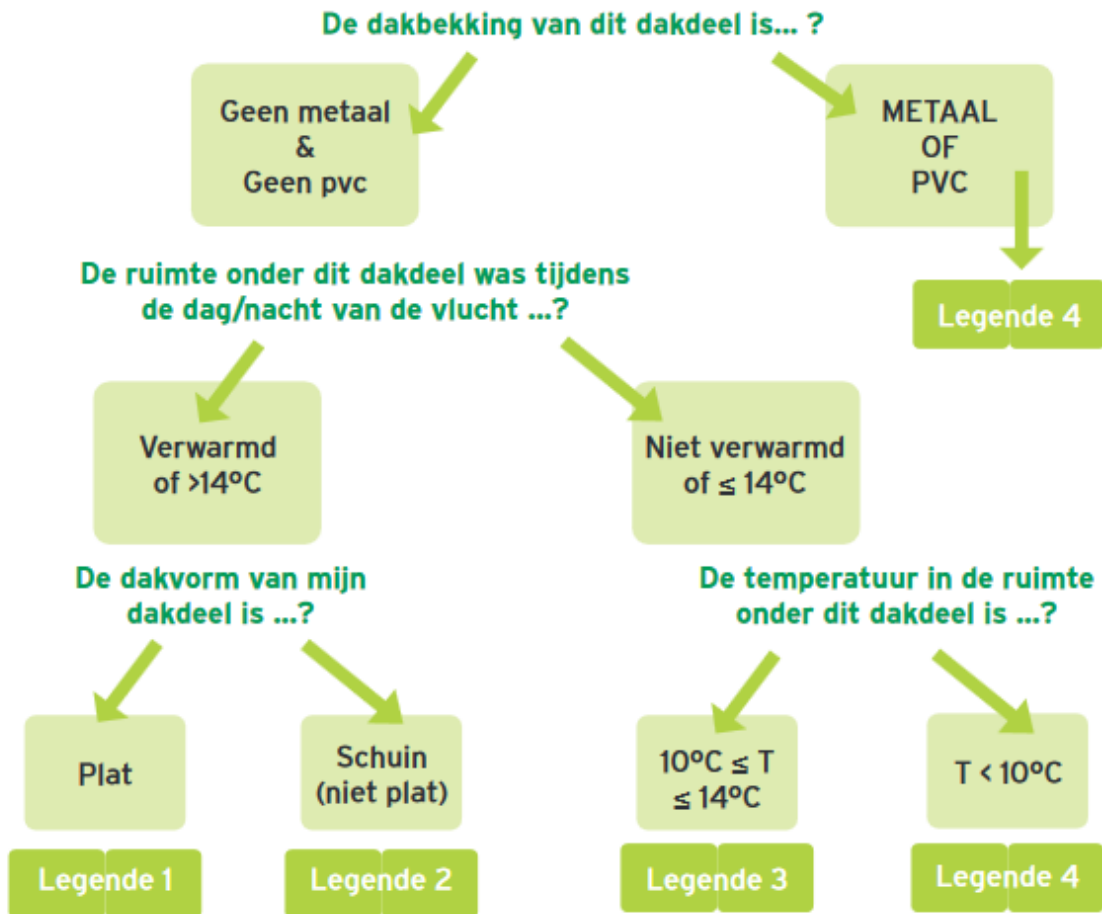 De dakbekking van dit dakdeel is... ?
Geen metaal
&
Geen pvc
METAAL
OF
PVC
Legende 4
De ruimte onder dit dakdeel was tijdens
de dag/nacht van de vlucht ...?
Verwarmd
of >14°C
Niet verwarmd
of ≤ 14°C
De dakvorm van mijn
dakdeel is ...?
De temperatuur in de ruimte
onder dit dakdeel is ...?
Plat
Schuin
(niet plat)
10°C ≤ T
≤ 14°C
T < 10°C
Legende 1
Legende 2
Legende 3
Legende 4